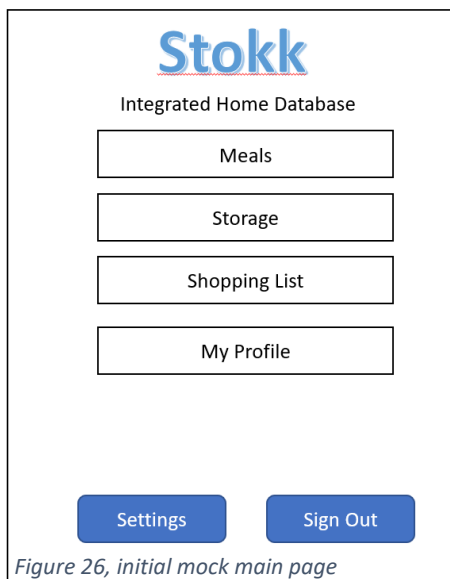 Stokk
Integrated Home Database
Meals
Storage
Shopping List
My Profile
Settings Sign Out
Figure 26, initial mock main page